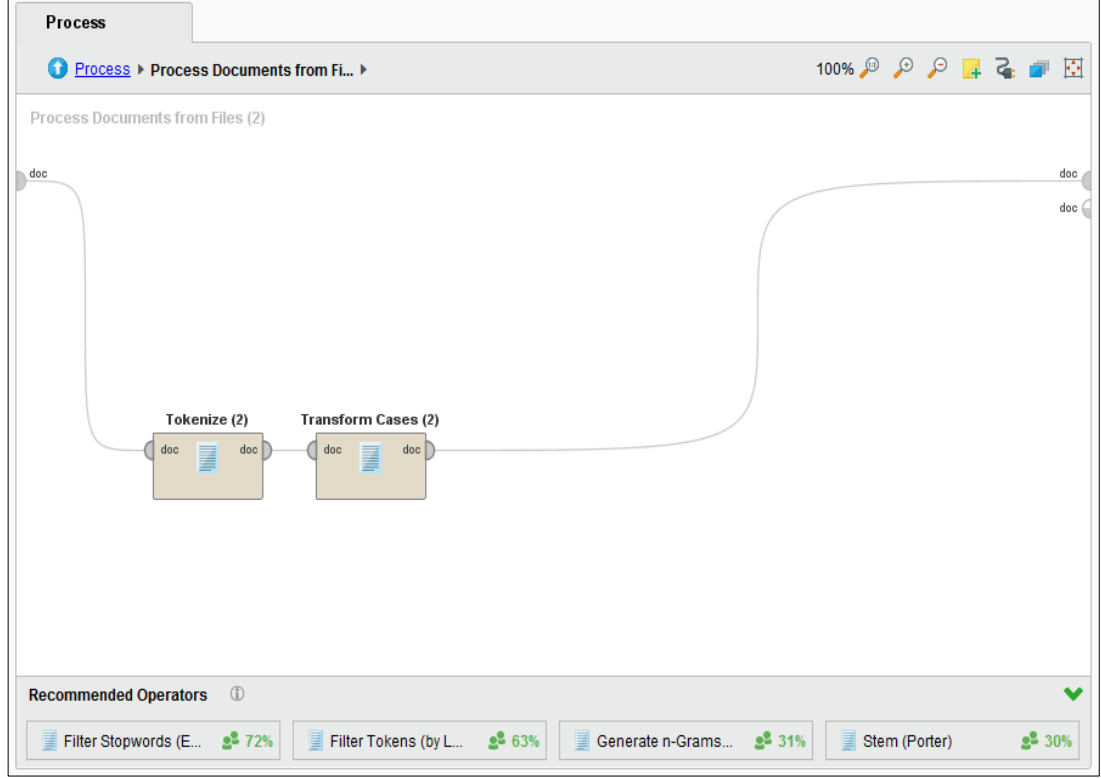 Process
Process Process Documents from Fi... 100%
Process Documents from Files (2)
doc doc
doc
Tokenize (2) Transform Cases (2)
doc doc doc doc
Recommended Operators
Filter Stopwords (E... 72% Filter Tokens (by L... 63% Generate n-Grams... 31% Stem (Porter) 30%